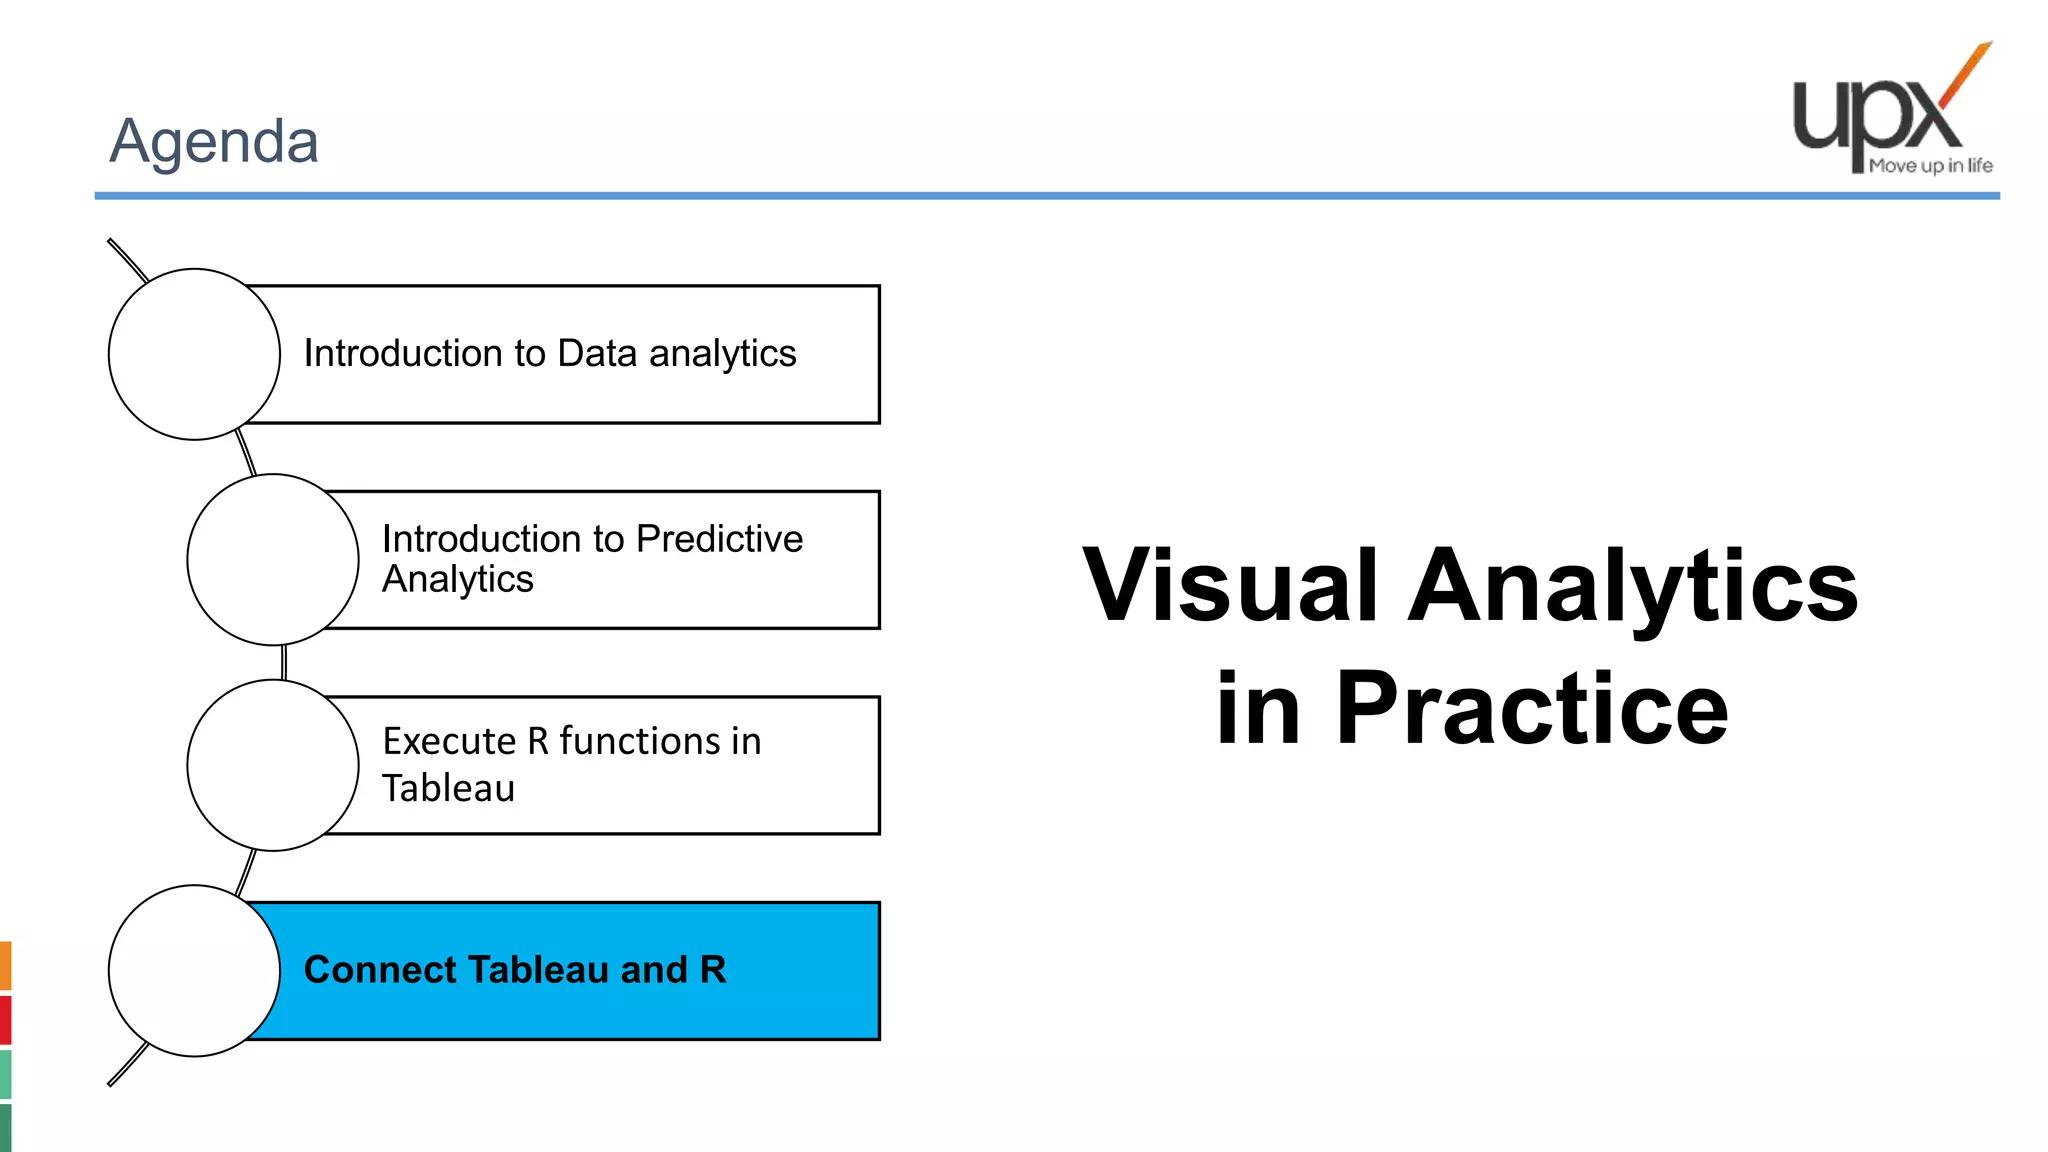 Agenda
upx
Move up in life
Introduction to Data analytics
Introduction to Predictive
Analytics
Execute R functions in
Tableau
Connect Tableau and R
Visual Analytics
in Practice